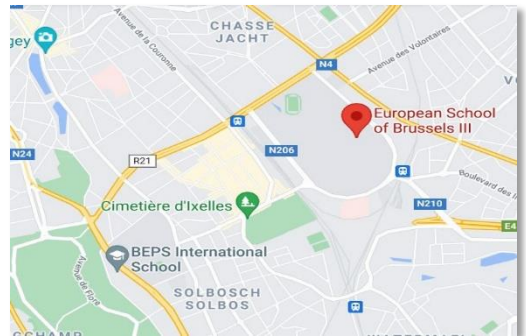 CHASSE
JACHT
gey
Avenue de la Couronne
Avenue des Volontaires
N4
European School
of Brussels III
N206
N24
R21
Boulevard des I
N210
Cimetière d'Ixelles
E4
BEPS International
School
Avenue de Flore
SOLBOSCH
SOLBOS